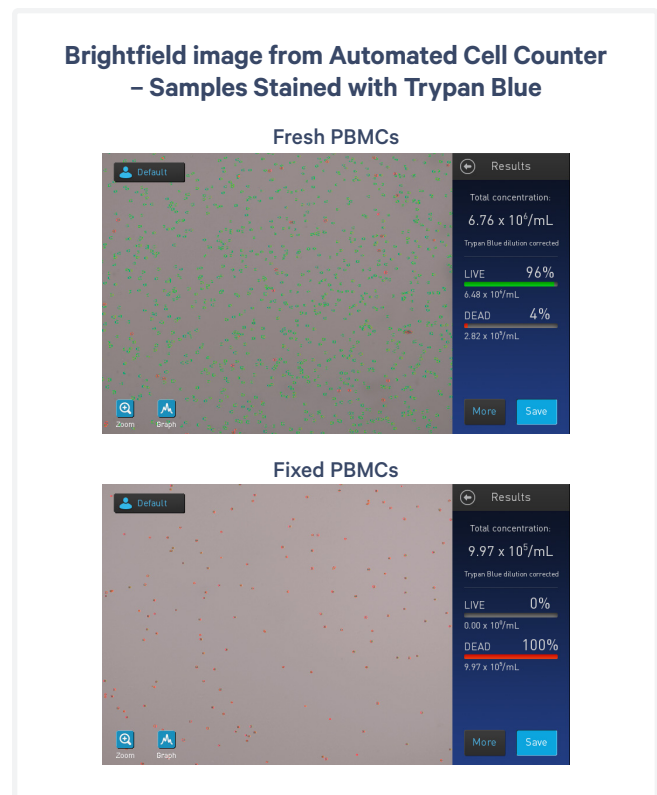 Brightfield image from Automated Cell Counter
– Samples Stained with Trypan Blue
Fresh PBMCs
Default
Results
Total concentration:
6.76 x 10⁶/mL
Trypan Blue dilution corrected
LIVE 96%
6.48 x 10⁶/mL
DEAD 4%
2.82 x 10⁵/mL
Zoom
Graph
More
Save
Fixed PBMCs
Default
Results
Total concentration:
9.97 x 10⁵/mL
Trypan Blue dilution corrected
LIVE 0%
0.00 x 10⁰/mL
DEAD 100%
9.97 x 10⁵/mL
Zoom
Graph
More
Save